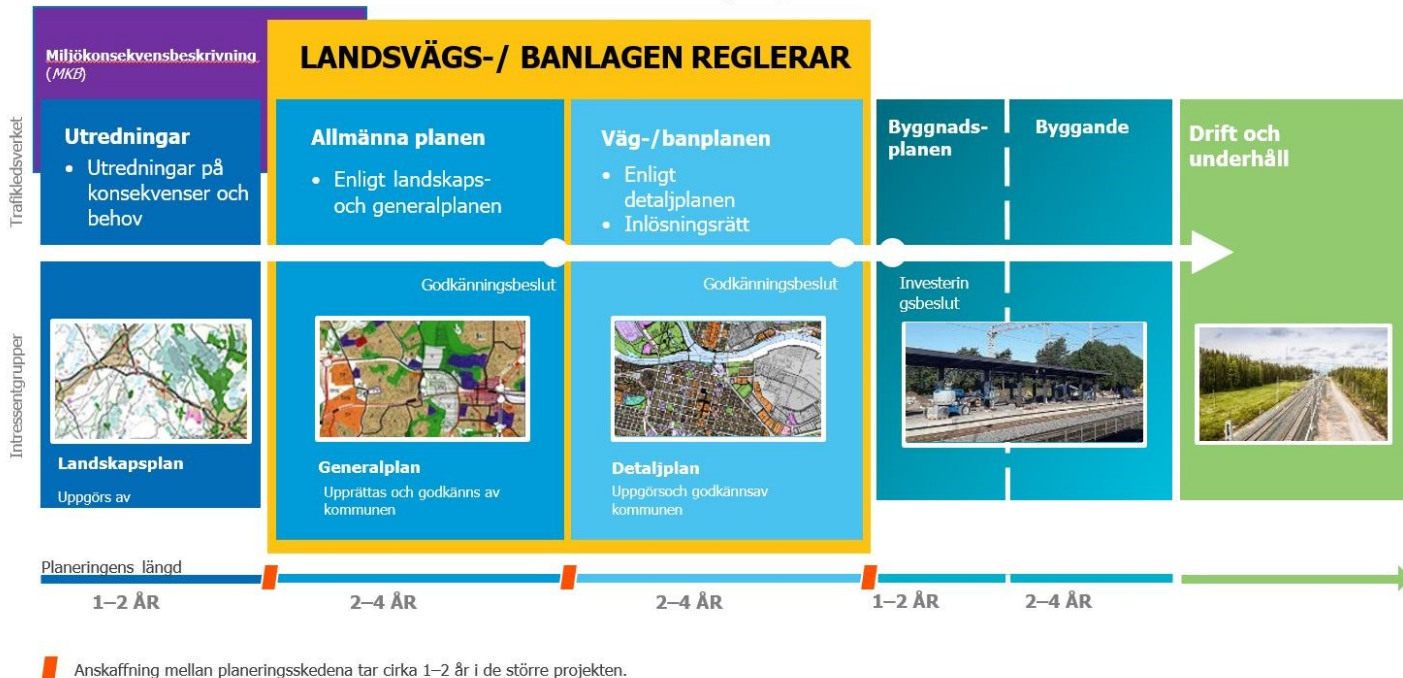 Miljökonsekvensbeskrivning
(MKB)
LANDSVÄGS-/ BANLAGEN REGLERAR
Trafikledsverket
Utredningar
• Utredningar på
konsekvenser och
behov
Allmänna planen
• Enligt landskaps-
och generalplanen
Väg-/banplanen
• Enligt
detaljplanen
• Inlösningsrätt
Byggnads-
planen
Byggande
Drift och
underhåll
Intressentgrupper
Godkänningsbeslut
Godkänningsbeslut
Investerin
gsbeslut
Landskapsplan
Uppgörs av
Generalplan
Upprättas och godkänns av
kommunen
Detaljplan
Uppgörsoch godkännsav
kommunen
Planeringens längd
1–2 ÅR
2–4 ÅR
2–4 ÅR
1–2 ÅR
2–4 ÅR
Anskaffning mellan planeringsskedena tar cirka 1–2 år i de större projekten.